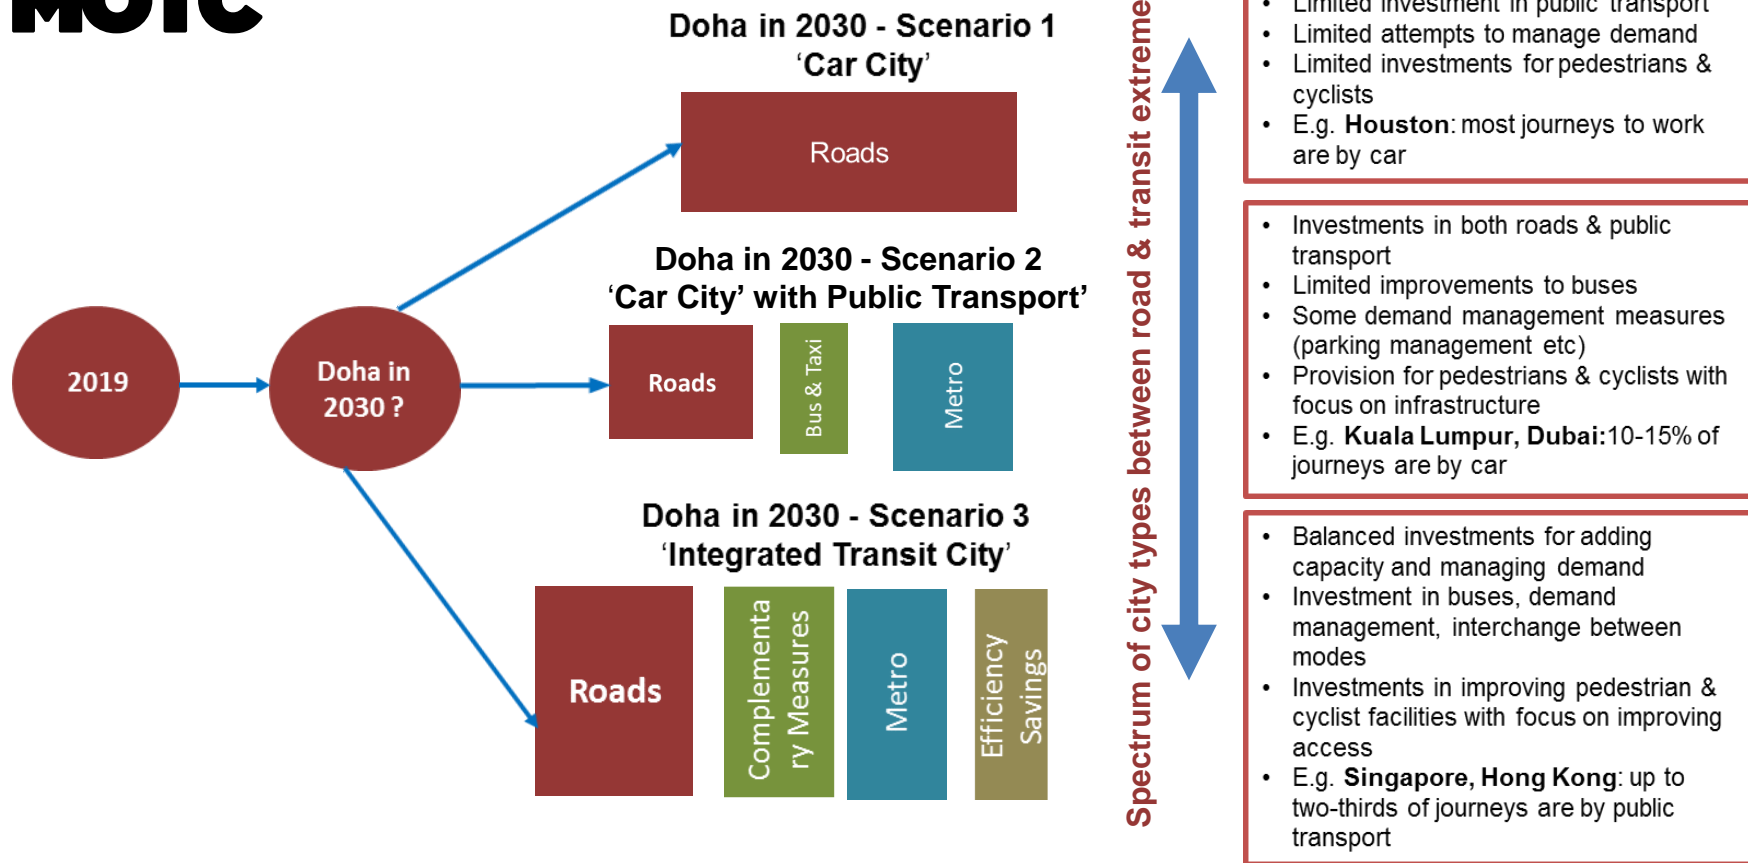 MOTC
Doha in 2030 - Scenario 1
‘Car City’
Roads
Doha in 2030 - Scenario 2
‘Car City’ with Public Transport’
2019
Doha in
2030 ?
Roads
Bus & Taxi
Metro
Doha in 2030 - Scenario 3
‘Integrated Transit City’
Roads
Complementa
ry Measures
Metro
Efficiency
Savings
Spectrum of city types between road & transit extreme
• Limited investment in public transport
• Limited attempts to manage demand
• Limited investments for pedestrians &
cyclists
• E.g. Houston: most journeys to work
are by car
• Investments in both roads & public
transport
• Limited improvements to buses
• Some demand management measures
(parking management etc)
• Provision for pedestrians & cyclists with
focus on infrastructure
• E.g. Kuala Lumpur, Dubai:10-15% of
journeys are by car
• Balanced investments for adding
capacity and managing demand
• Investment in buses, demand
management, interchange between
modes
• Investments in improving pedestrian &
cyclist facilities with focus on improving
access
• E.g. Singapore, Hong Kong: up to
two-thirds of journeys are by public
transport